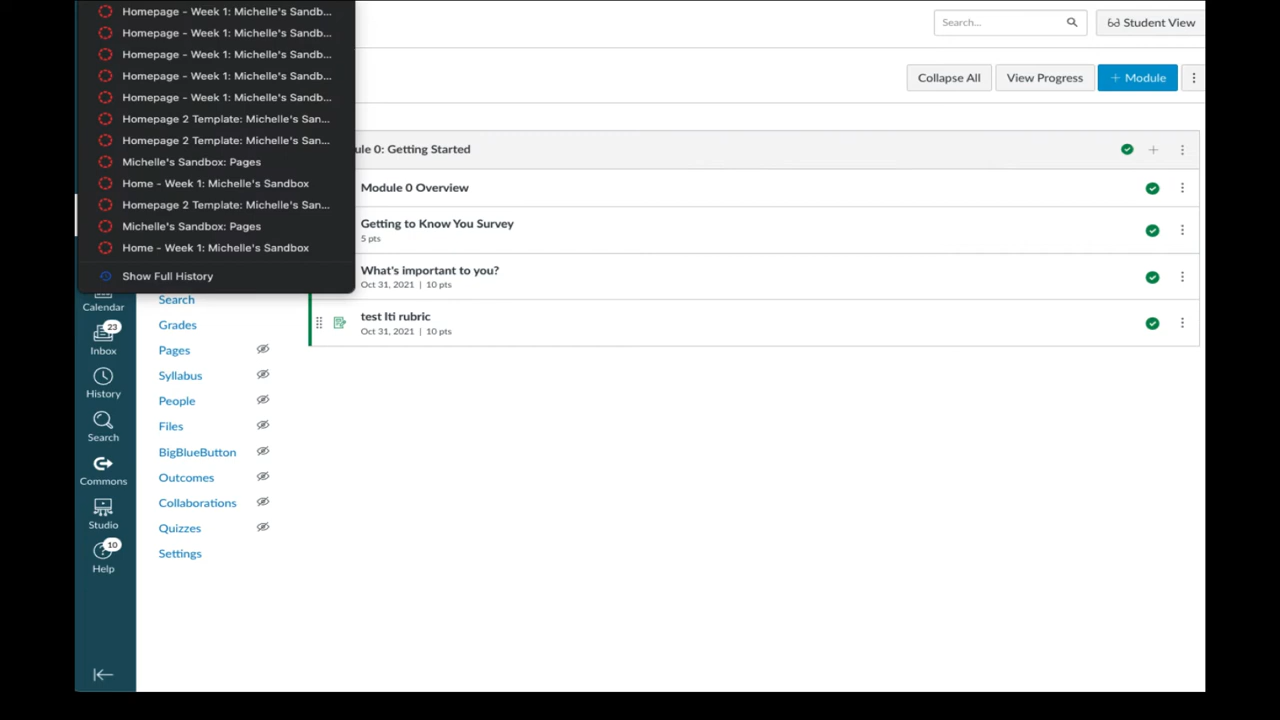 Homepage - Week 1: Michelle's Sandb...
Homepage - Week 1: Michelle's Sandb...
Homepage - Week 1: Michelle's Sandb...
Homepage - Week 1: Michelle's Sandb...
Homepage - Week 1: Michelle's Sandb...
Homepage 2 Template: Michelle's San...
Homepage 2 Template: Michelle's San...
Michelle's Sandbox: Pages
Home - Week 1: Michelle's Sandbox
Homepage 2 Template: Michelle's San...
Michelle's Sandbox: Pages
Home - Week 1: Michelle's Sandbox
Show Full History
Calendar
23
Inbox
History
Search
Commons
Studio
10
Help
Search
Grades
Pages
Syllabus
People
Files
BigBlueButton
Outcomes
Collaborations
Quizzes
Settings
Search...
Student View
Collapse All
View Progress
+ Module
ule 0: Getting Started
Module 0 Overview
Getting to Know You Survey
5 pts
What's important to you?
Oct 31, 2021 | 10 pts
test lti rubric
Oct 31, 2021 | 10 pts